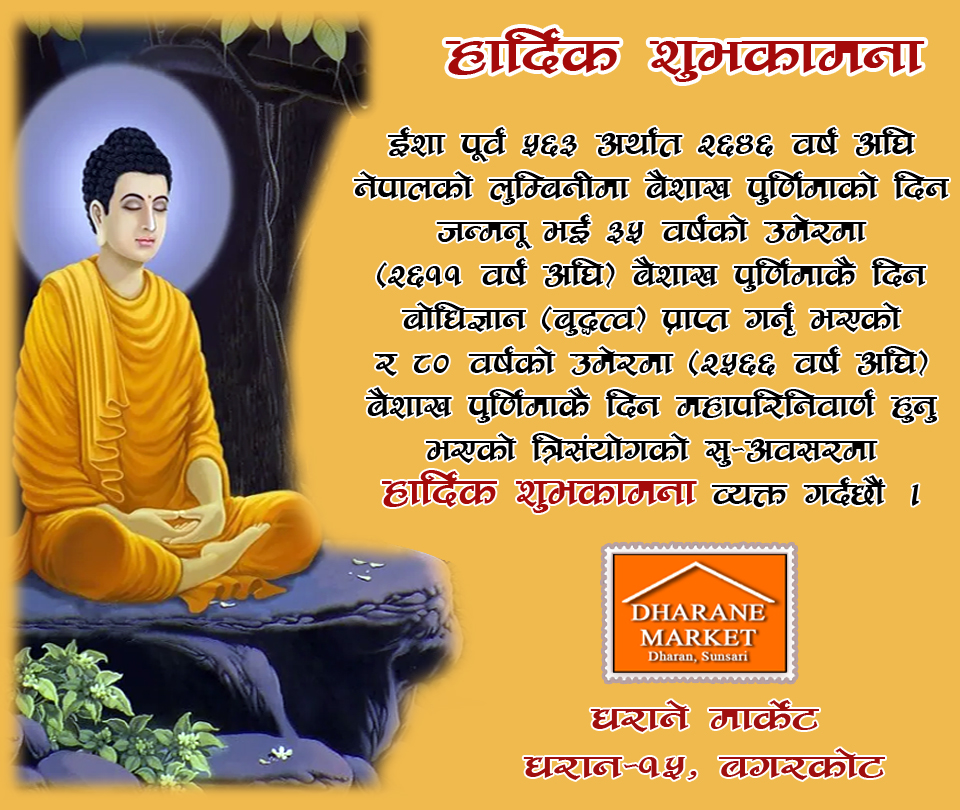 हार्दिक शुभकामना
ईशा पूर्व ५६३ अर्थात २६४६ वर्ष अघि
नेपालको लुम्बिनीमा बैशाख पुर्णिमाको दिन
जन्मनू भई ३५ वर्षको उमेरमा
(२६११ वर्ष अघि) बैशाख पुर्णिमाकै दिन
बोधिज्ञान (बुद्धत्व) प्राप्त गर्नृ भएको
र ८० वर्षको उमेरमा (२५६६ वर्ष अघि)
बैशाख पुर्णिमाकै दिन महापरिनिवार्ण हुनु
भएको त्रिसंयोगको सु-अवसरमा
हार्दिक शुभकामना व्यक्त गर्दछौ ।
DHARANE
MARKET
Dharan, Sunsari
धराने मार्केट
धरान-१५, बगरकोट